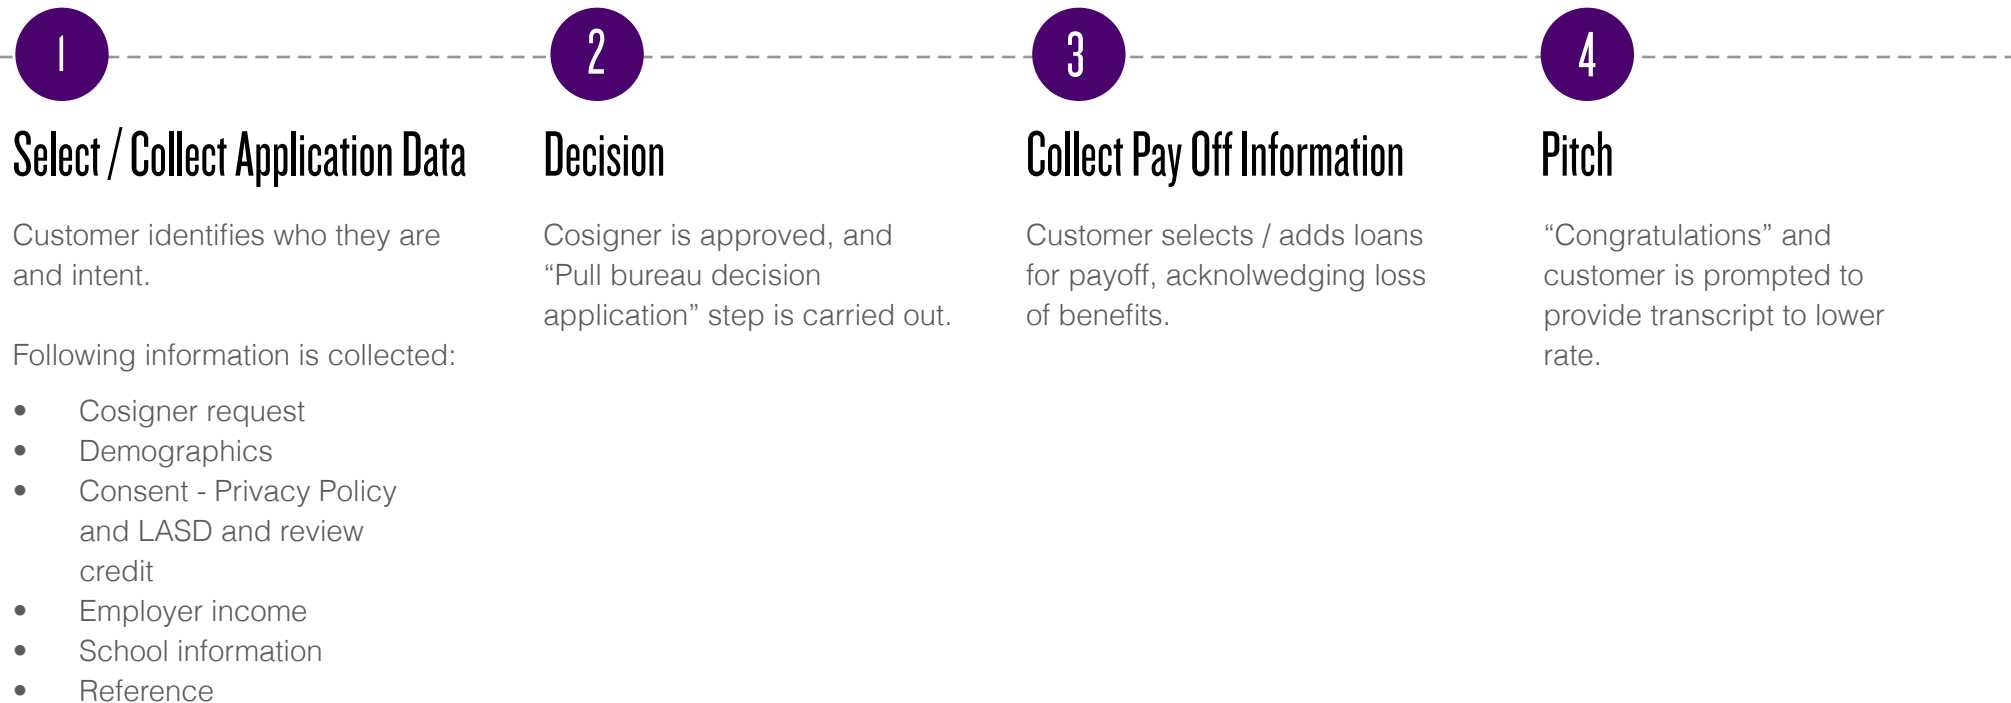 1
Select / Collect Application Data
Customer identifies who they are
and intent.
Following information is collected:
• Cosigner request
• Demographics
• Consent - Privacy Policy
and LASD and review
credit
• Employer income
• School information
• Reference
2
Decision
Cosigner is approved, and
“Pull bureau decision
application” step is carried out.
3
Collect Pay Off Information
Customer selects / adds loans
for payoff, acknolwedging loss
of benefits.
4
Pitch
“Congratulations” and
customer is prompted to
provide transcript to lower
rate.